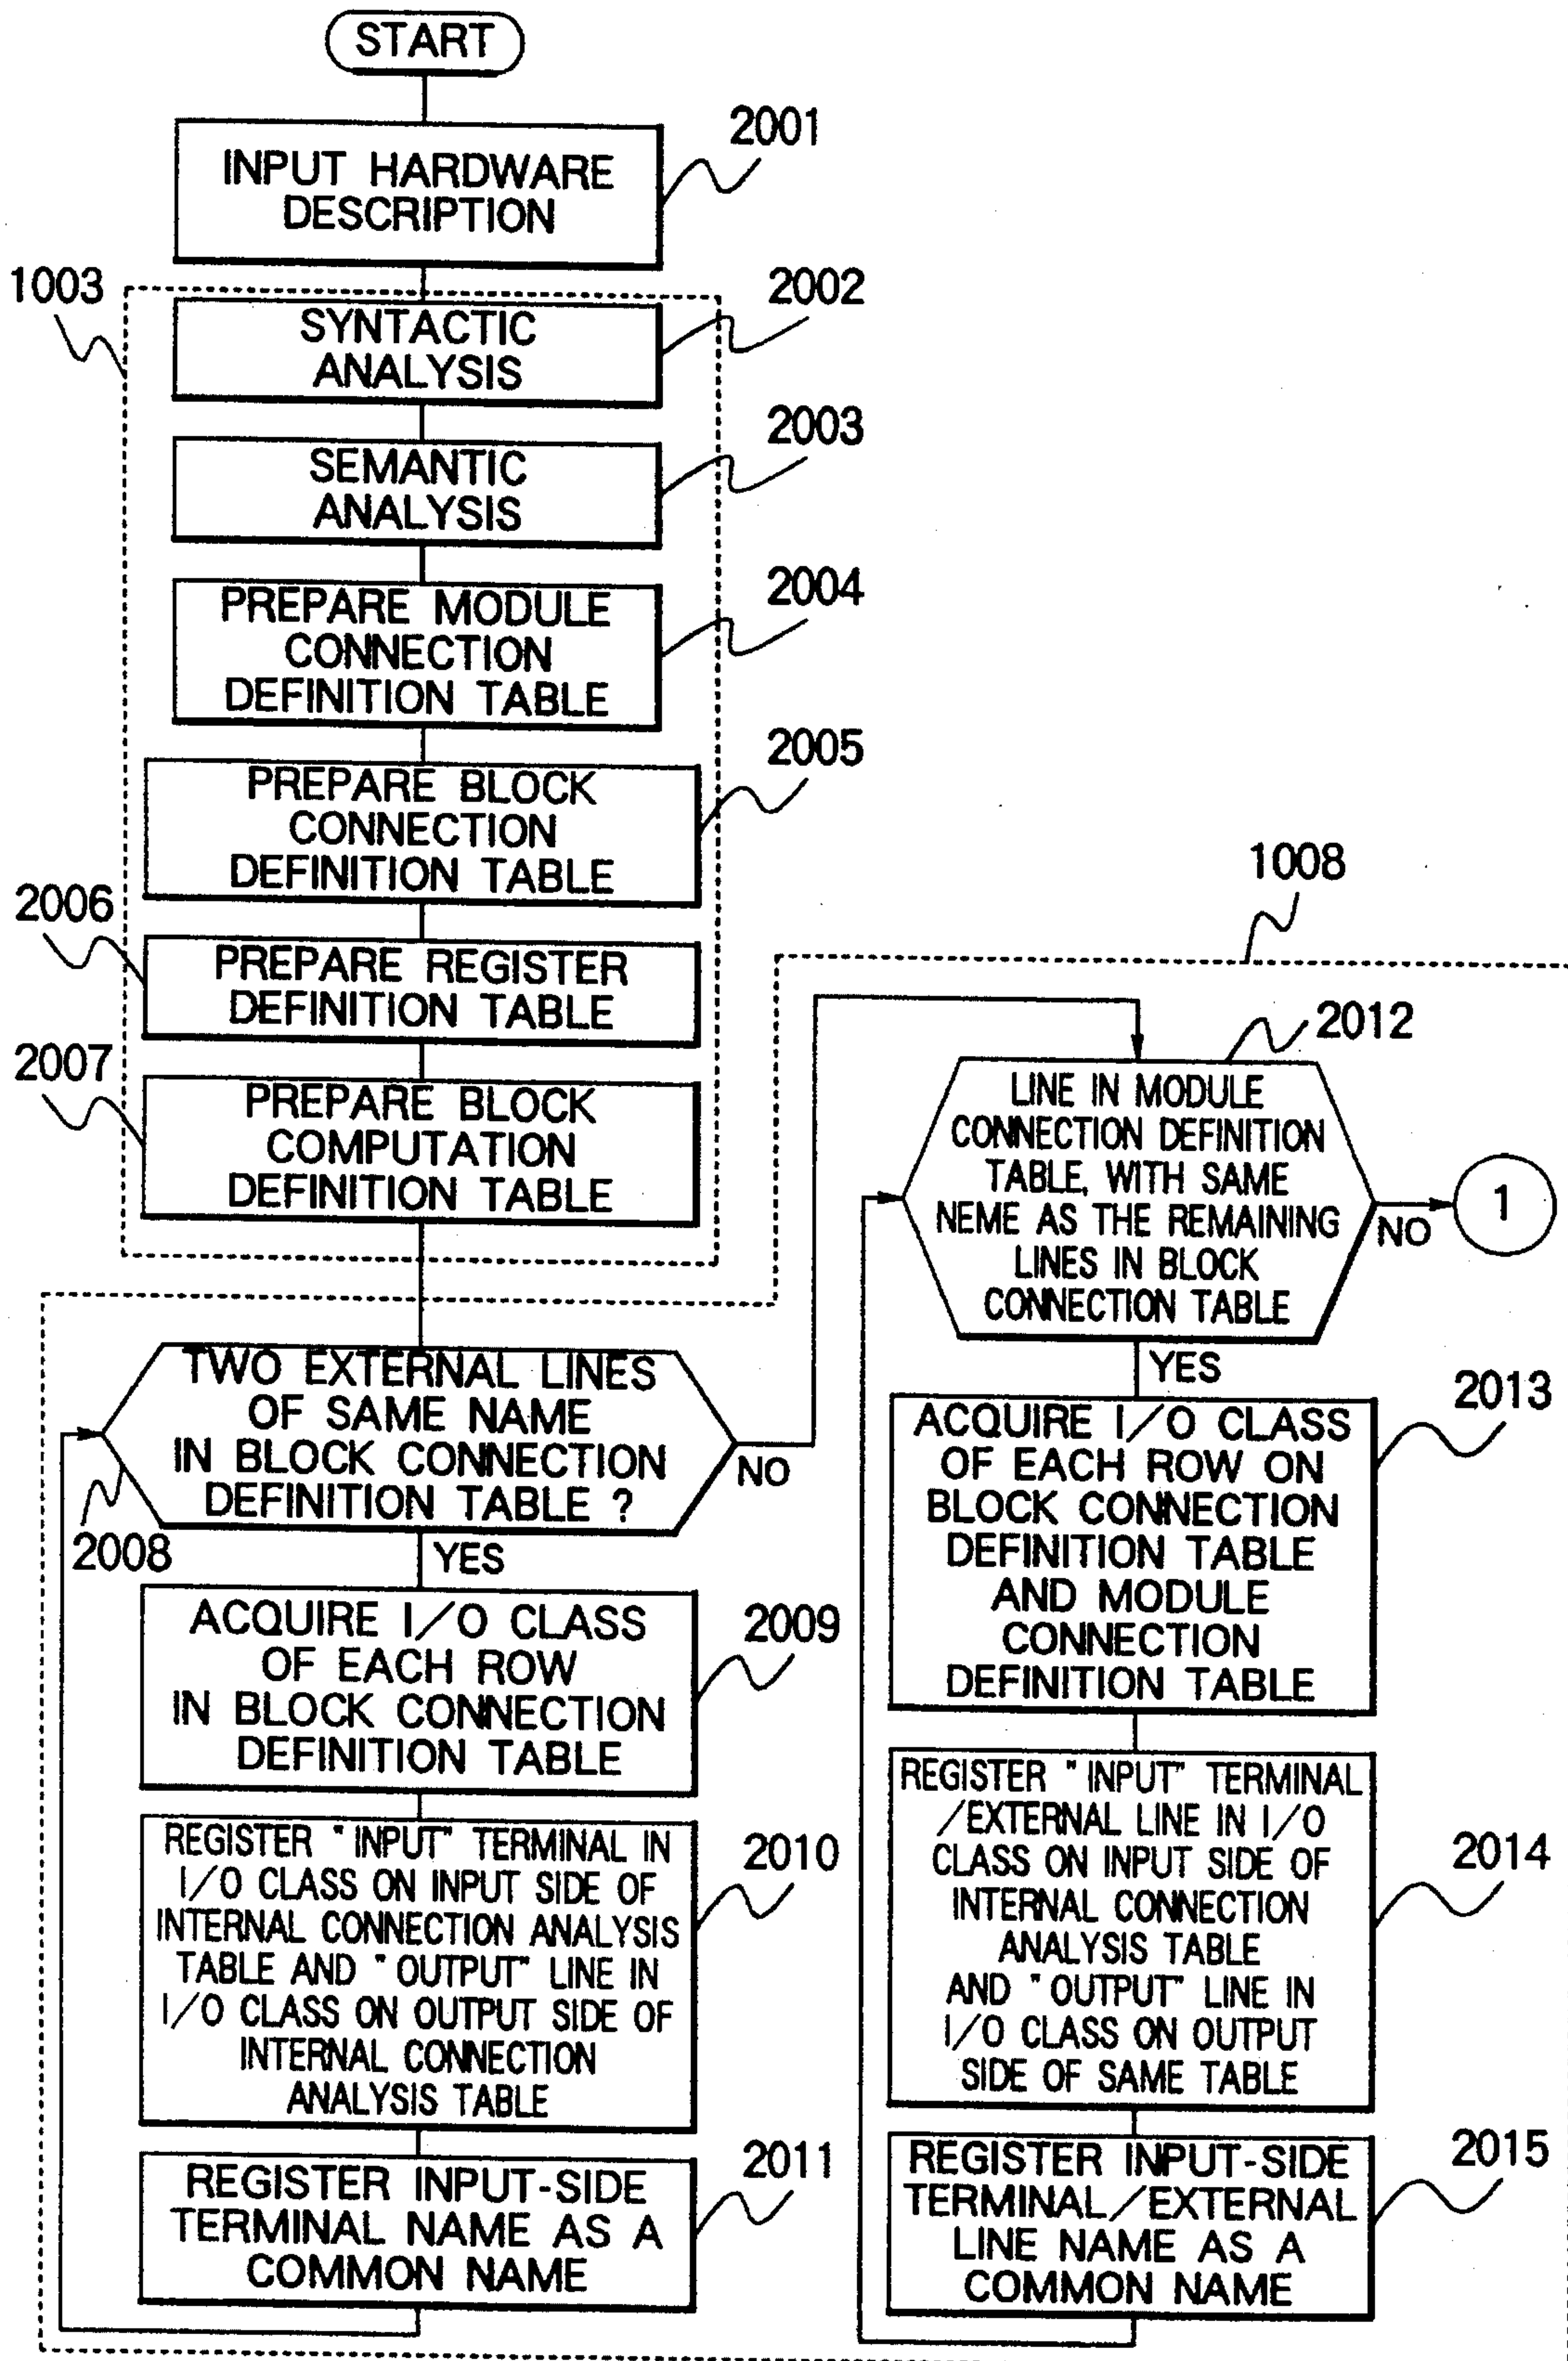 START
2001
INPUT HARDWARE
DESCRIPTION
1003
2002
SYNTACTIC
ANALYSIS
2003
SEMANTIC
ANALYSIS
2004
PREPARE MODULE
CONNECTION
DEFINITION TABLE
2005
PREPARE BLOCK
CONNECTION
DEFINITION TABLE
2006
PREPARE REGISTER
DEFINITION TABLE
2007
PREPARE BLOCK
COMPUTATION
DEFINITION TABLE
TWO EXTERNAL LINES
OF SAME NAME
IN BLOCK CONNECTION
DEFINITION TABLE ?
NO
2008
YES
ACQUIRE I/O CLASS
OF EACH ROW
IN BLOCK CONNECTION
DEFINITION TABLE
2009
REGISTER "INPUT" TERMINAL IN
I/O CLASS ON INPUT SIDE OF
INTERNAL CONNECTION ANALYSIS
TABLE AND "OUTPUT" LINE IN
I/O CLASS ON OUTPUT SIDE OF
INTERNAL CONNECTION
ANALYSIS TABLE
2010
REGISTER INPUT-SIDE
TERMINAL NAME AS A
COMMON NAME
2011
1008
2012
LINE IN MODULE
CONNECTION DEFINITION
TABLE, WITH SAME
NEME AS THE REMAINING
LINES IN BLOCK
CONNECTION TABLE
NO
1
YES
2013
ACQUIRE I/O CLASS
OF EACH ROW ON
BLOCK CONNECTION
DEFINITION TABLE
AND MODULE
CONNECTION
DEFINITION TABLE
REGISTER "INPUT" TERMINAL
/EXTERNAL LINE IN I/O
CLASS ON INPUT SIDE OF
INTERNAL CONNECTION
ANALYSIS TABLE
AND "OUTPUT" LINE IN
I/O CLASS ON OUTPUT
SIDE OF SAME TABLE
2014
REGISTER INPUT-SIDE
TERMINAL/EXTERNAL
LINE NAME AS A
COMMON NAME
2015